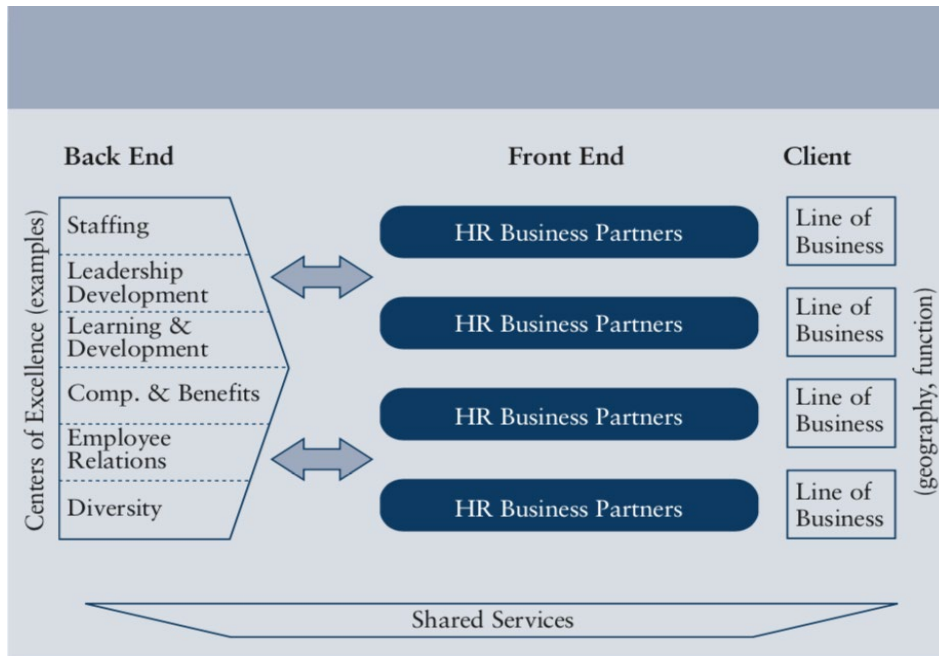 Back End
Front End
Client
Centers of Excellence (examples)
Staffing
Leadership
Development
Learning &
Development
Comp. & Benefits
Employee
Relations
Diversity
HR Business Partners
HR Business Partners
HR Business Partners
HR Business Partners
Line of
Business
Line of
Business
Line of
Business
Line of
Business
(geography, function)
Shared Services